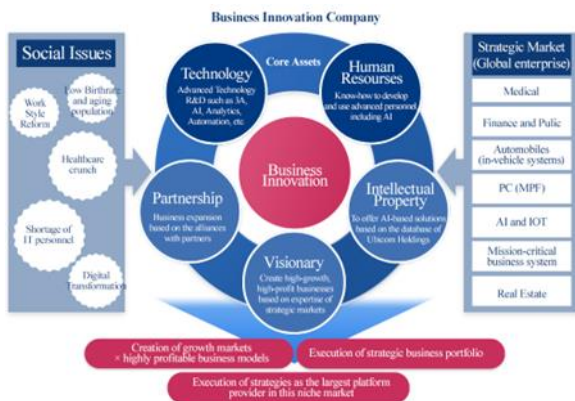 Business Innovation Company
Social Issues
Work
Style
Reform
Low Birthrate
and aging
population
Healthcare
crunch
Shortage of
IT personnel
Digital
Transformation
Core Assets
Technology
Advanced Technology
R&D such as 3A,
AI, Analytics,
Automation, etc
Human
Resourses
Know-how to develop
and use advanced personnel
including AI
Business
Innovation
Partnership
Business expansion
based on the alliances
with partners
Intellectual
Property
To offer AI-based solutions
based on the database of
Ubicom Holdings
Visionary
Create high-growth,
high-profit businesses
based on expertise of
strategic markets
Strategic Market
(Global enterprise)
Medical
Finance and Pulic
Automobiles
(in-vehicle systems)
PC (MPF)
AI and IOT
Mission-critical
business system
Real Estate
Creation of growth markets
× highly profitable business models
Execution of strategic business portfolio
Execution of strategies as the largest platform
provider in this niche market